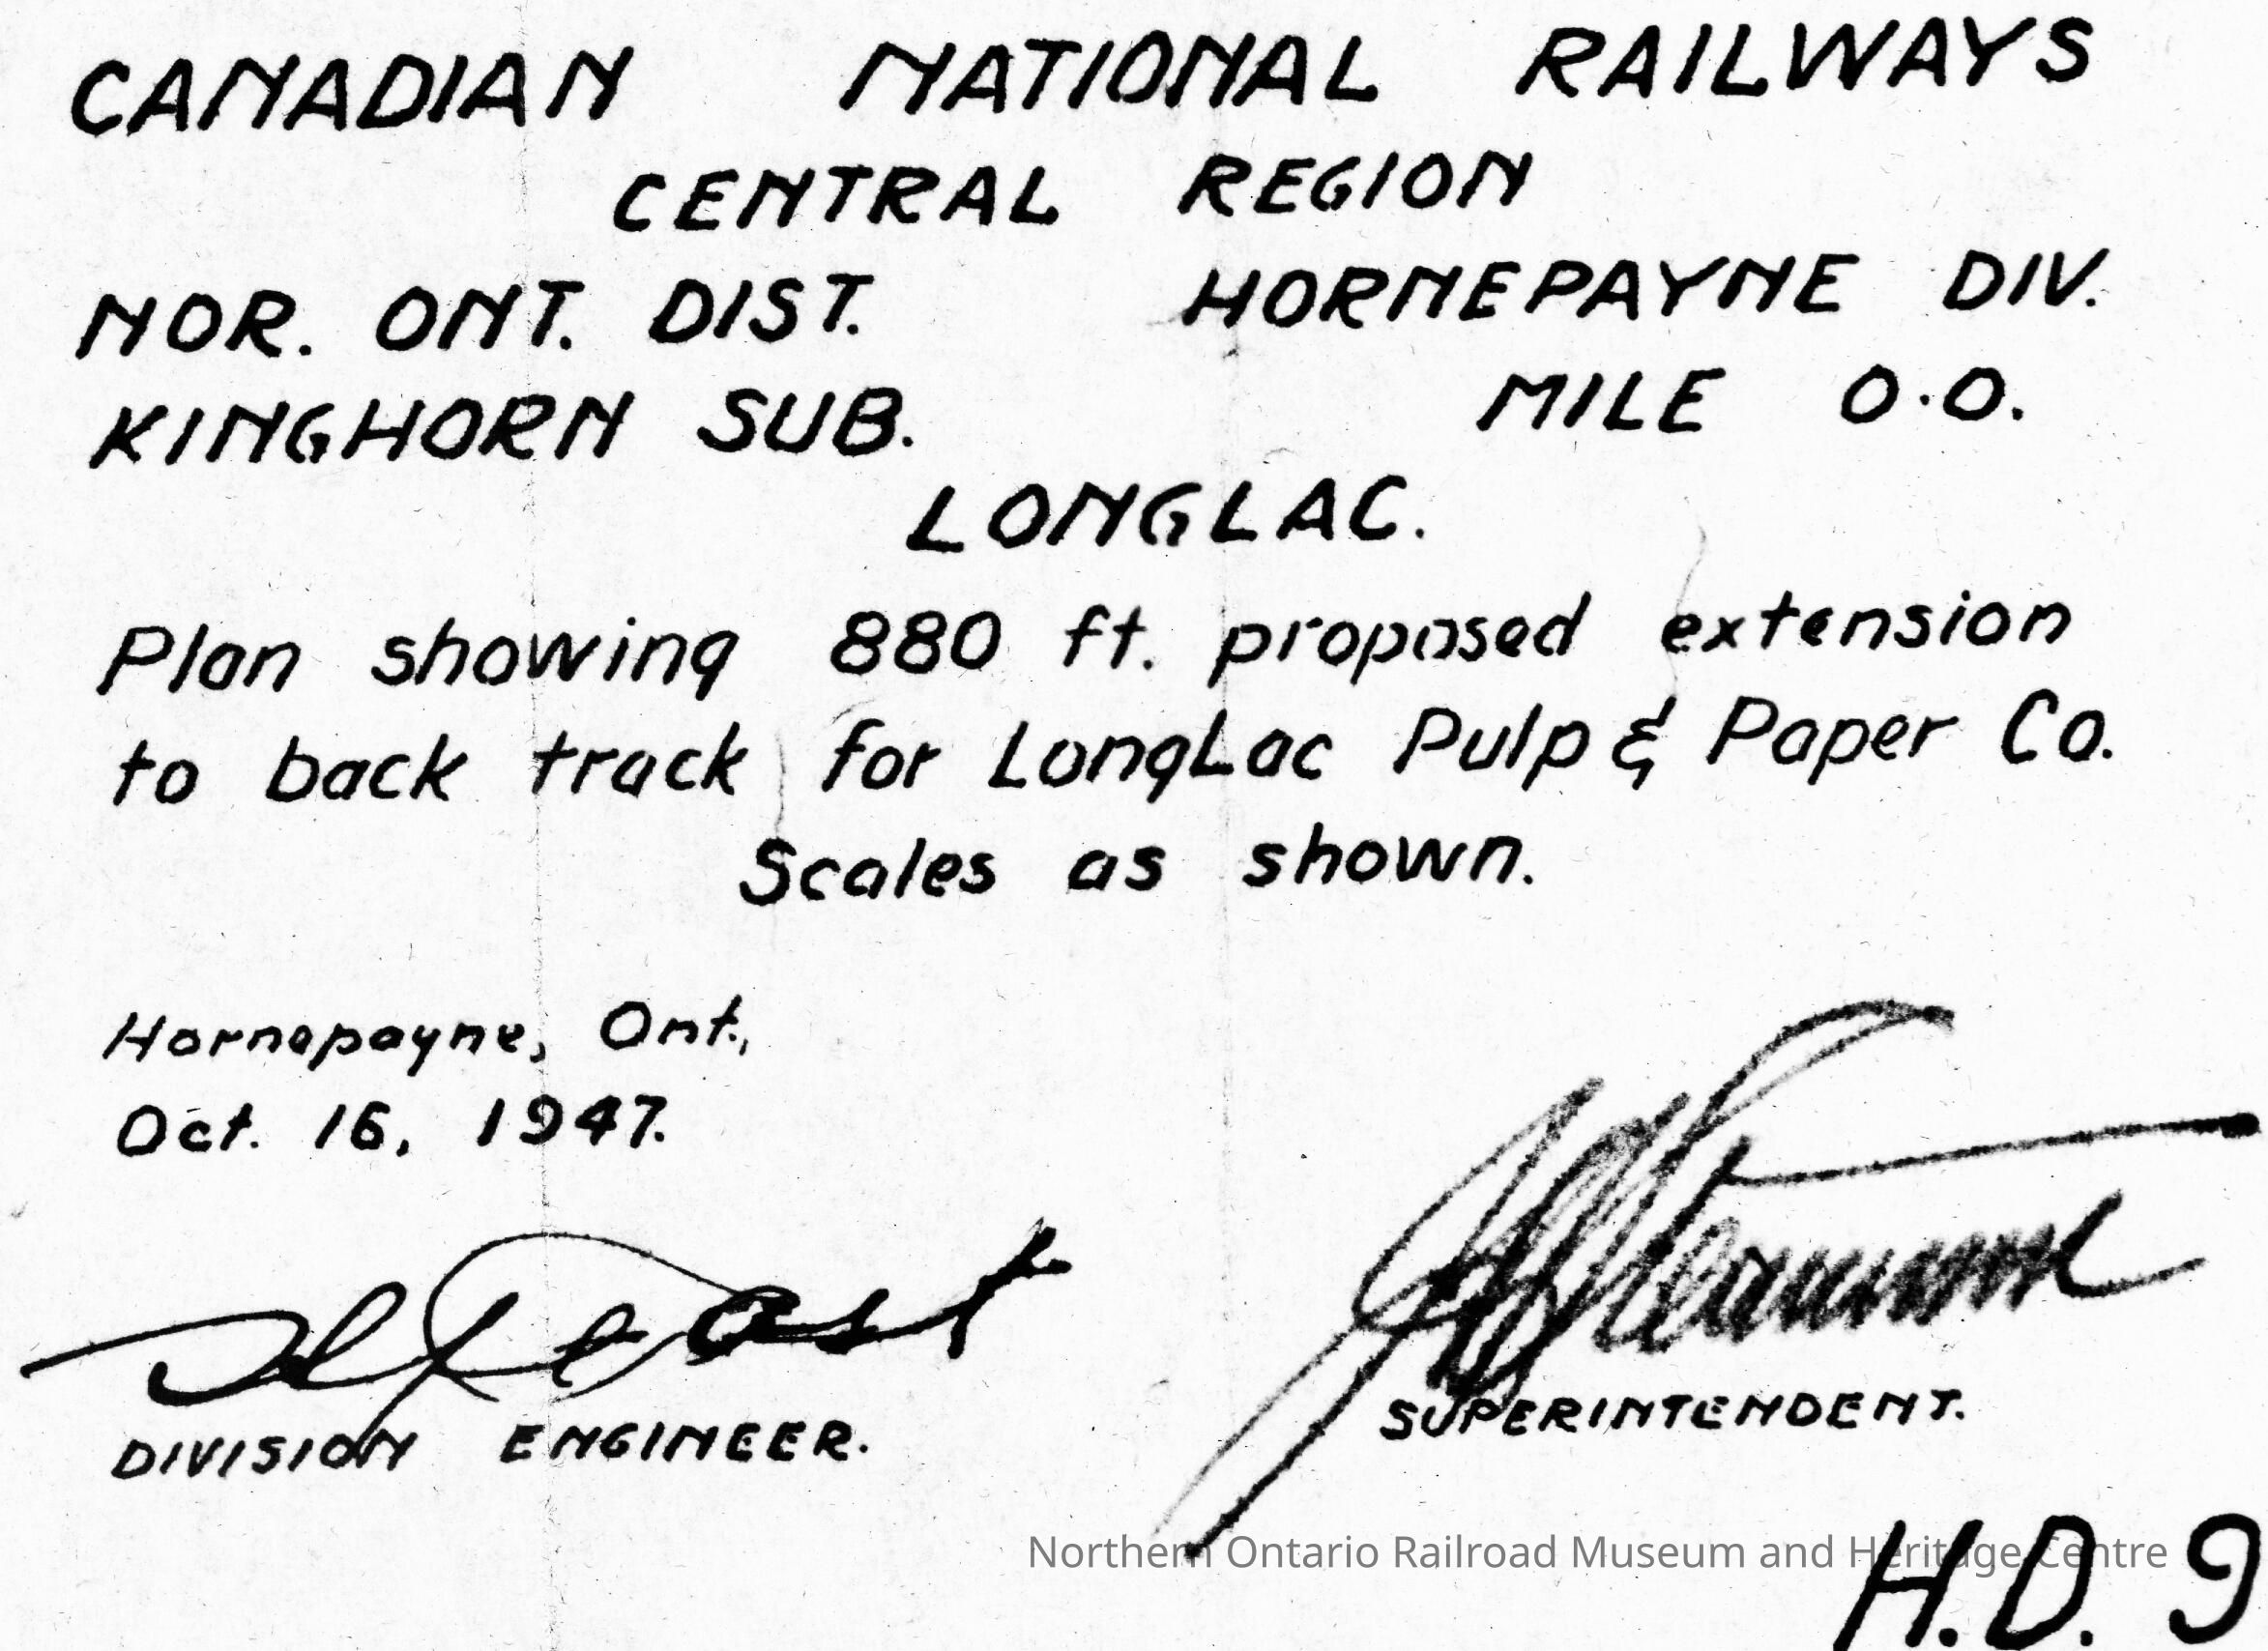 CANADIAN NATIONAL RAILWAYS
CENTRAL REGION
NOR. ONT. DIST. HORNEPAYNE DIV.
KINGHORN SUB. MILE 0.0.
LONGLAC.
Plan showing 880 ft. proposed extension
to back track for LongLac Pulp & Paper Co.
Scales as shown.
Hornepayne, Ont.,
Oct. 16, 1947.
DIVISION ENGINEER. SUPERINTENDENT.
Northern Ontario Railroad Museum and Heritage Centre
H.D. 9